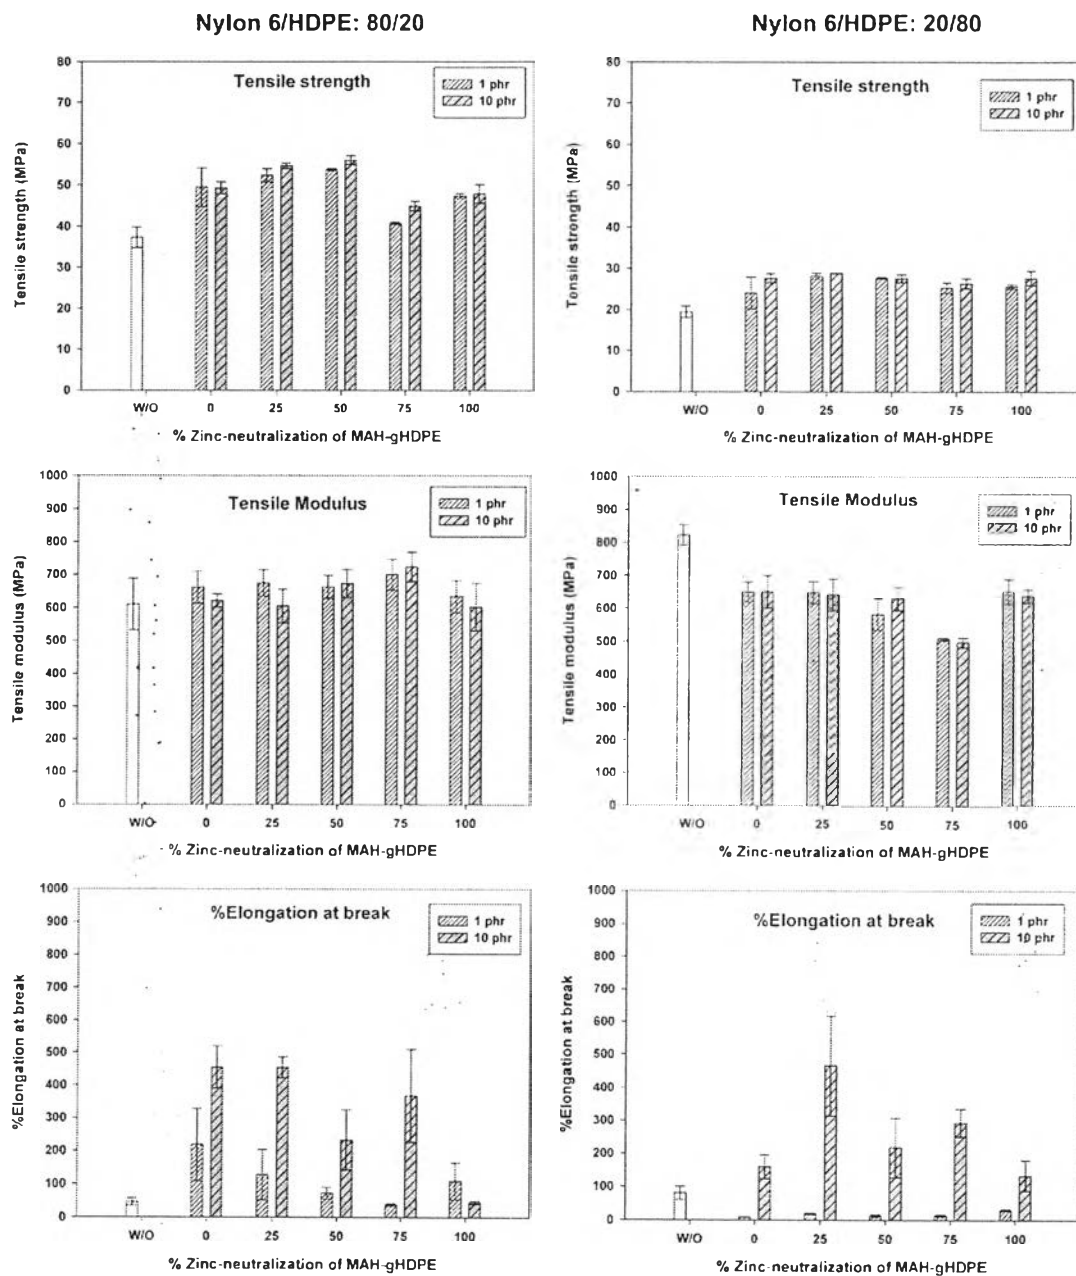 Nylon 6/HDPE: 80/20
Nylon 6/HDPE: 20/80
Tensile strength
1 phr
10 phr
Tensile strength (MPa)
80
70
60
50
40
30
20
10
0
W/O 0 25 50 75 100
% Zinc-neutralization of MAH-gHDPE
Tensile strength
1 phr
10 phr
Tensile strength (MPa)
80
70
60
50
40
30
20
10
0
W/O 0 25 50 75 100
% Zinc-neutralization of MAH-gHDPE
Tensile Modulus
1 phr
10 phr
Tensile modulus (MPa)
1000
900
800
700
600
500
400
300
200
100
0
W/O 0 25 50 75 100
% Zinc-neutralization of MAH-gHDPE
Tensile Modulus
1 phr
10 phr
Tensile modulus (MPa)
1000
900
800
700
600
500
400
300
200
100
0
W/O 0 25 50 75 100
% Zinc-neutralization of MAH-gHDPE
%Elongation at break
1 phr
10 phr
%Elongation at break
1000
900
800
700
600
500
400
300
200
100
0
W/O 0 25 50 75 100
% Zinc-neutralization of MAH-gHDPE
%Elongation at break
1 phr
10 phr
%Elongation at break
1000
900
800
700
600
500
400
300
200
100
0
W/O 0 25 50 75 100
% Zinc-neutralization of MAH-gHDPE